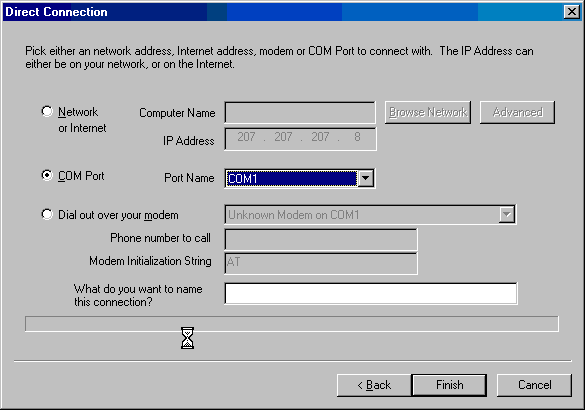 Direct Connection
Pick either an network address, Internet address, modem or COM Port to connect with. The IP Address can
either be on your network, or on the Internet.
Network
or Internet
Computer Name
Browse Network
Advanced
IP Address
207 . 207 . 207 . 8
COM Port
Port Name
COM1
Dial out over your modem
Unknown Modem on COM1
Phone number to call
Modem Initialization String
AT
What do you want to name
this connection?
< Back
Finish
Cancel